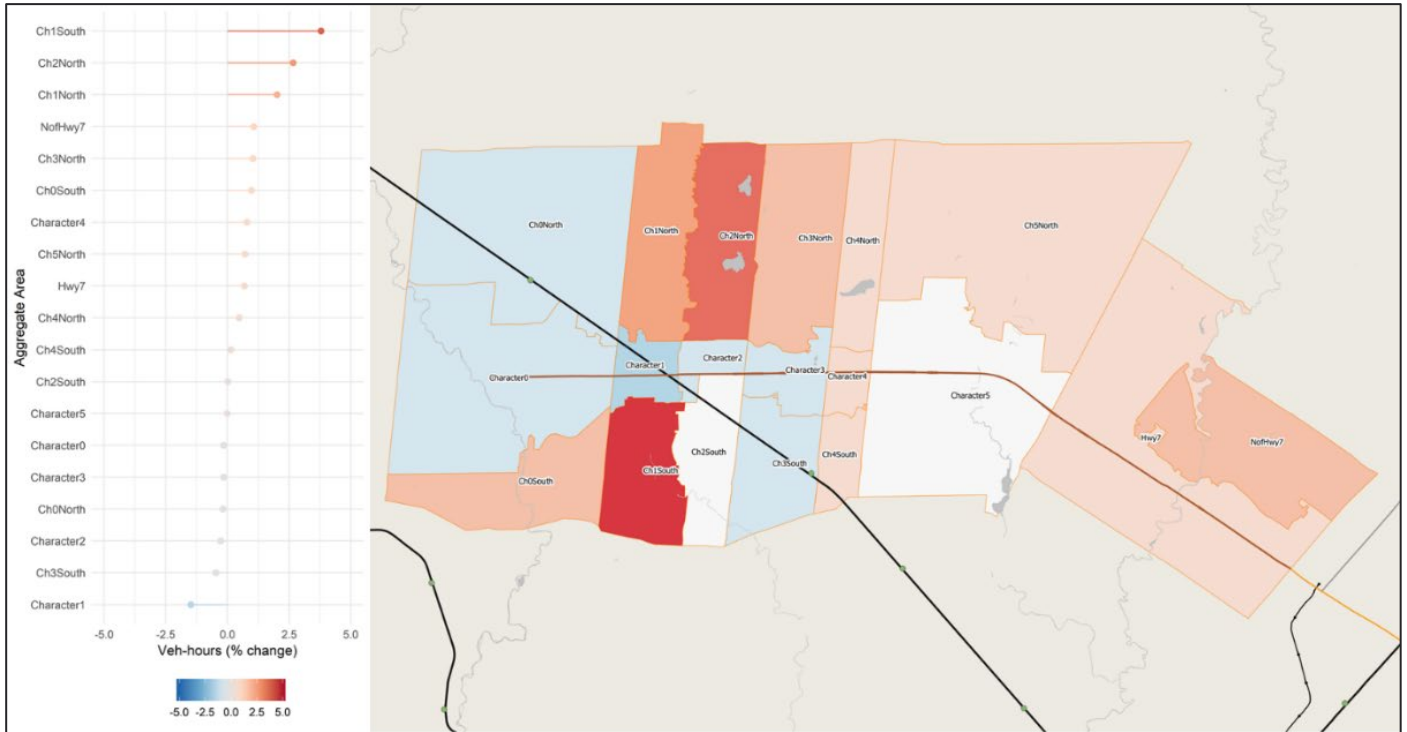 Ch1South
Ch2North
Ch1North
NofHwy7
Ch3North
Ch0South
Character4
Ch5North
Hwy7
Ch4North
Ch4South
Ch2South
Character5
Character0
Character3
Ch0North
Character2
Ch3South
Character1
Aggregate Area
-5.0 -2.5 0.0 2.5 5.0
Veh-hours (% change)
-5.0 -2.5 0.0 2.5 5.0
Ch0North
Ch1North
Ch2North
Ch3North
Ch4North
Ch5North
Character0
Character1
Character2
Character3
Character4
Character5
Hwy7
NofHwy7
Ch0South
Ch1South
Ch2South
Ch3South
Ch4South